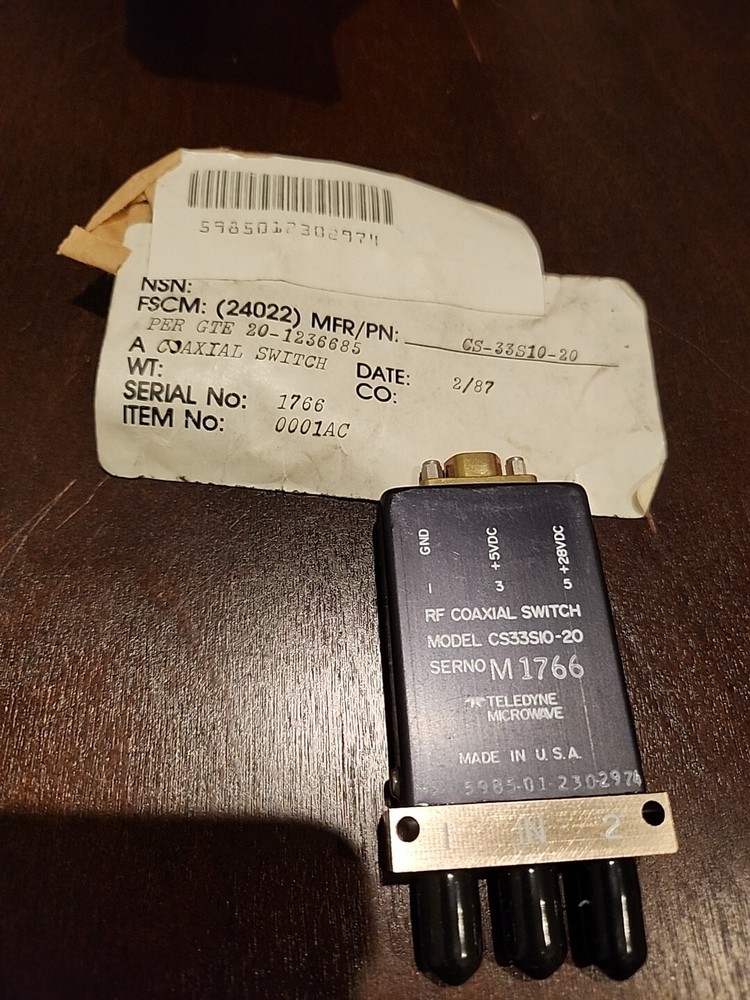 5985012302974
NSN:
FSCM: (24022) MFR/PN: CS-33S10-20
PER GTE 20-1236685
A COAXIAL SWITCH
WT: DATE: 2/87
SERIAL No: 1766 CO:
ITEM No: 0001AC
GND +5VDC +28VDC
1 3 5
RF COAXIAL SWITCH
MODEL CS33S10-20
SERNO M1766
TELEDYNE
MICROWAVE
MADE IN U.S.A.
5985-01-230-2974
1 IN 2